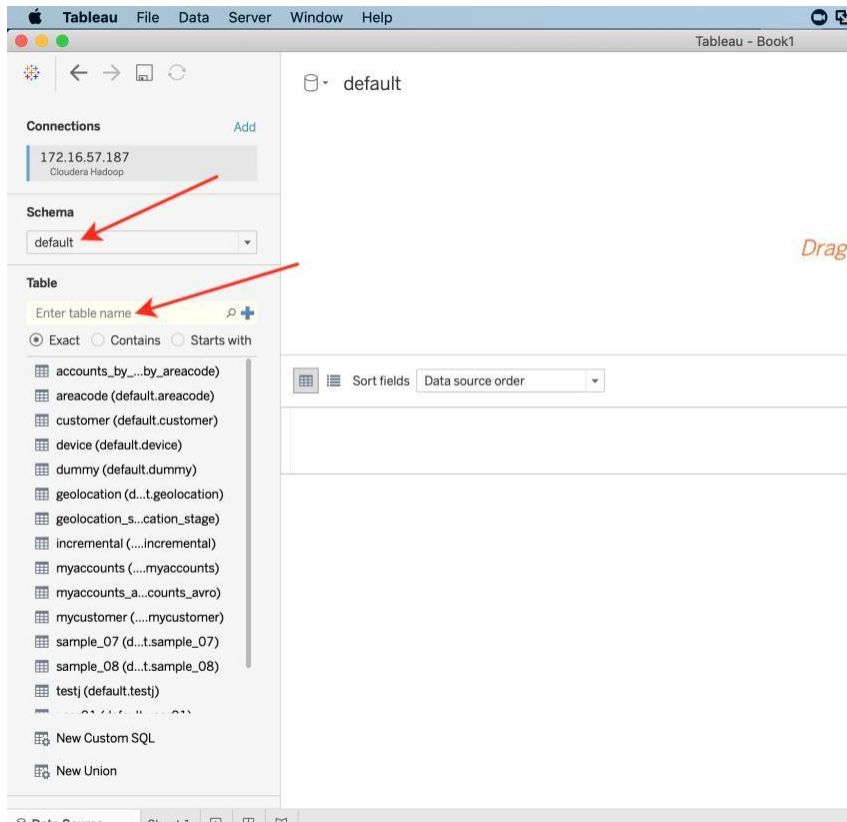 Tableau File Data Server Window Help
Tableau - Book1
default
Connections Add
172.16.57.187
Cloudera Hadoop
Schema
default
Drag
Table
Enter table name
Exact Contains Starts with
accounts_by_...by_areacode)
areacode (default.areacode)
Sort fields Data source order
customer (default.customer)
device (default.device)
dummy (default.dummy)
geolocation (d...t.geolocation)
geolocation_s...cation_stage)
incremental (....incremental)
myaccounts (....myaccounts)
myaccounts_a...counts_avro)
mycustomer (....mycustomer)
sample_07 (d...t.sample_07)
sample_08 (d...t.sample_08)
testj (default.testj)
New Custom SQL
New Union